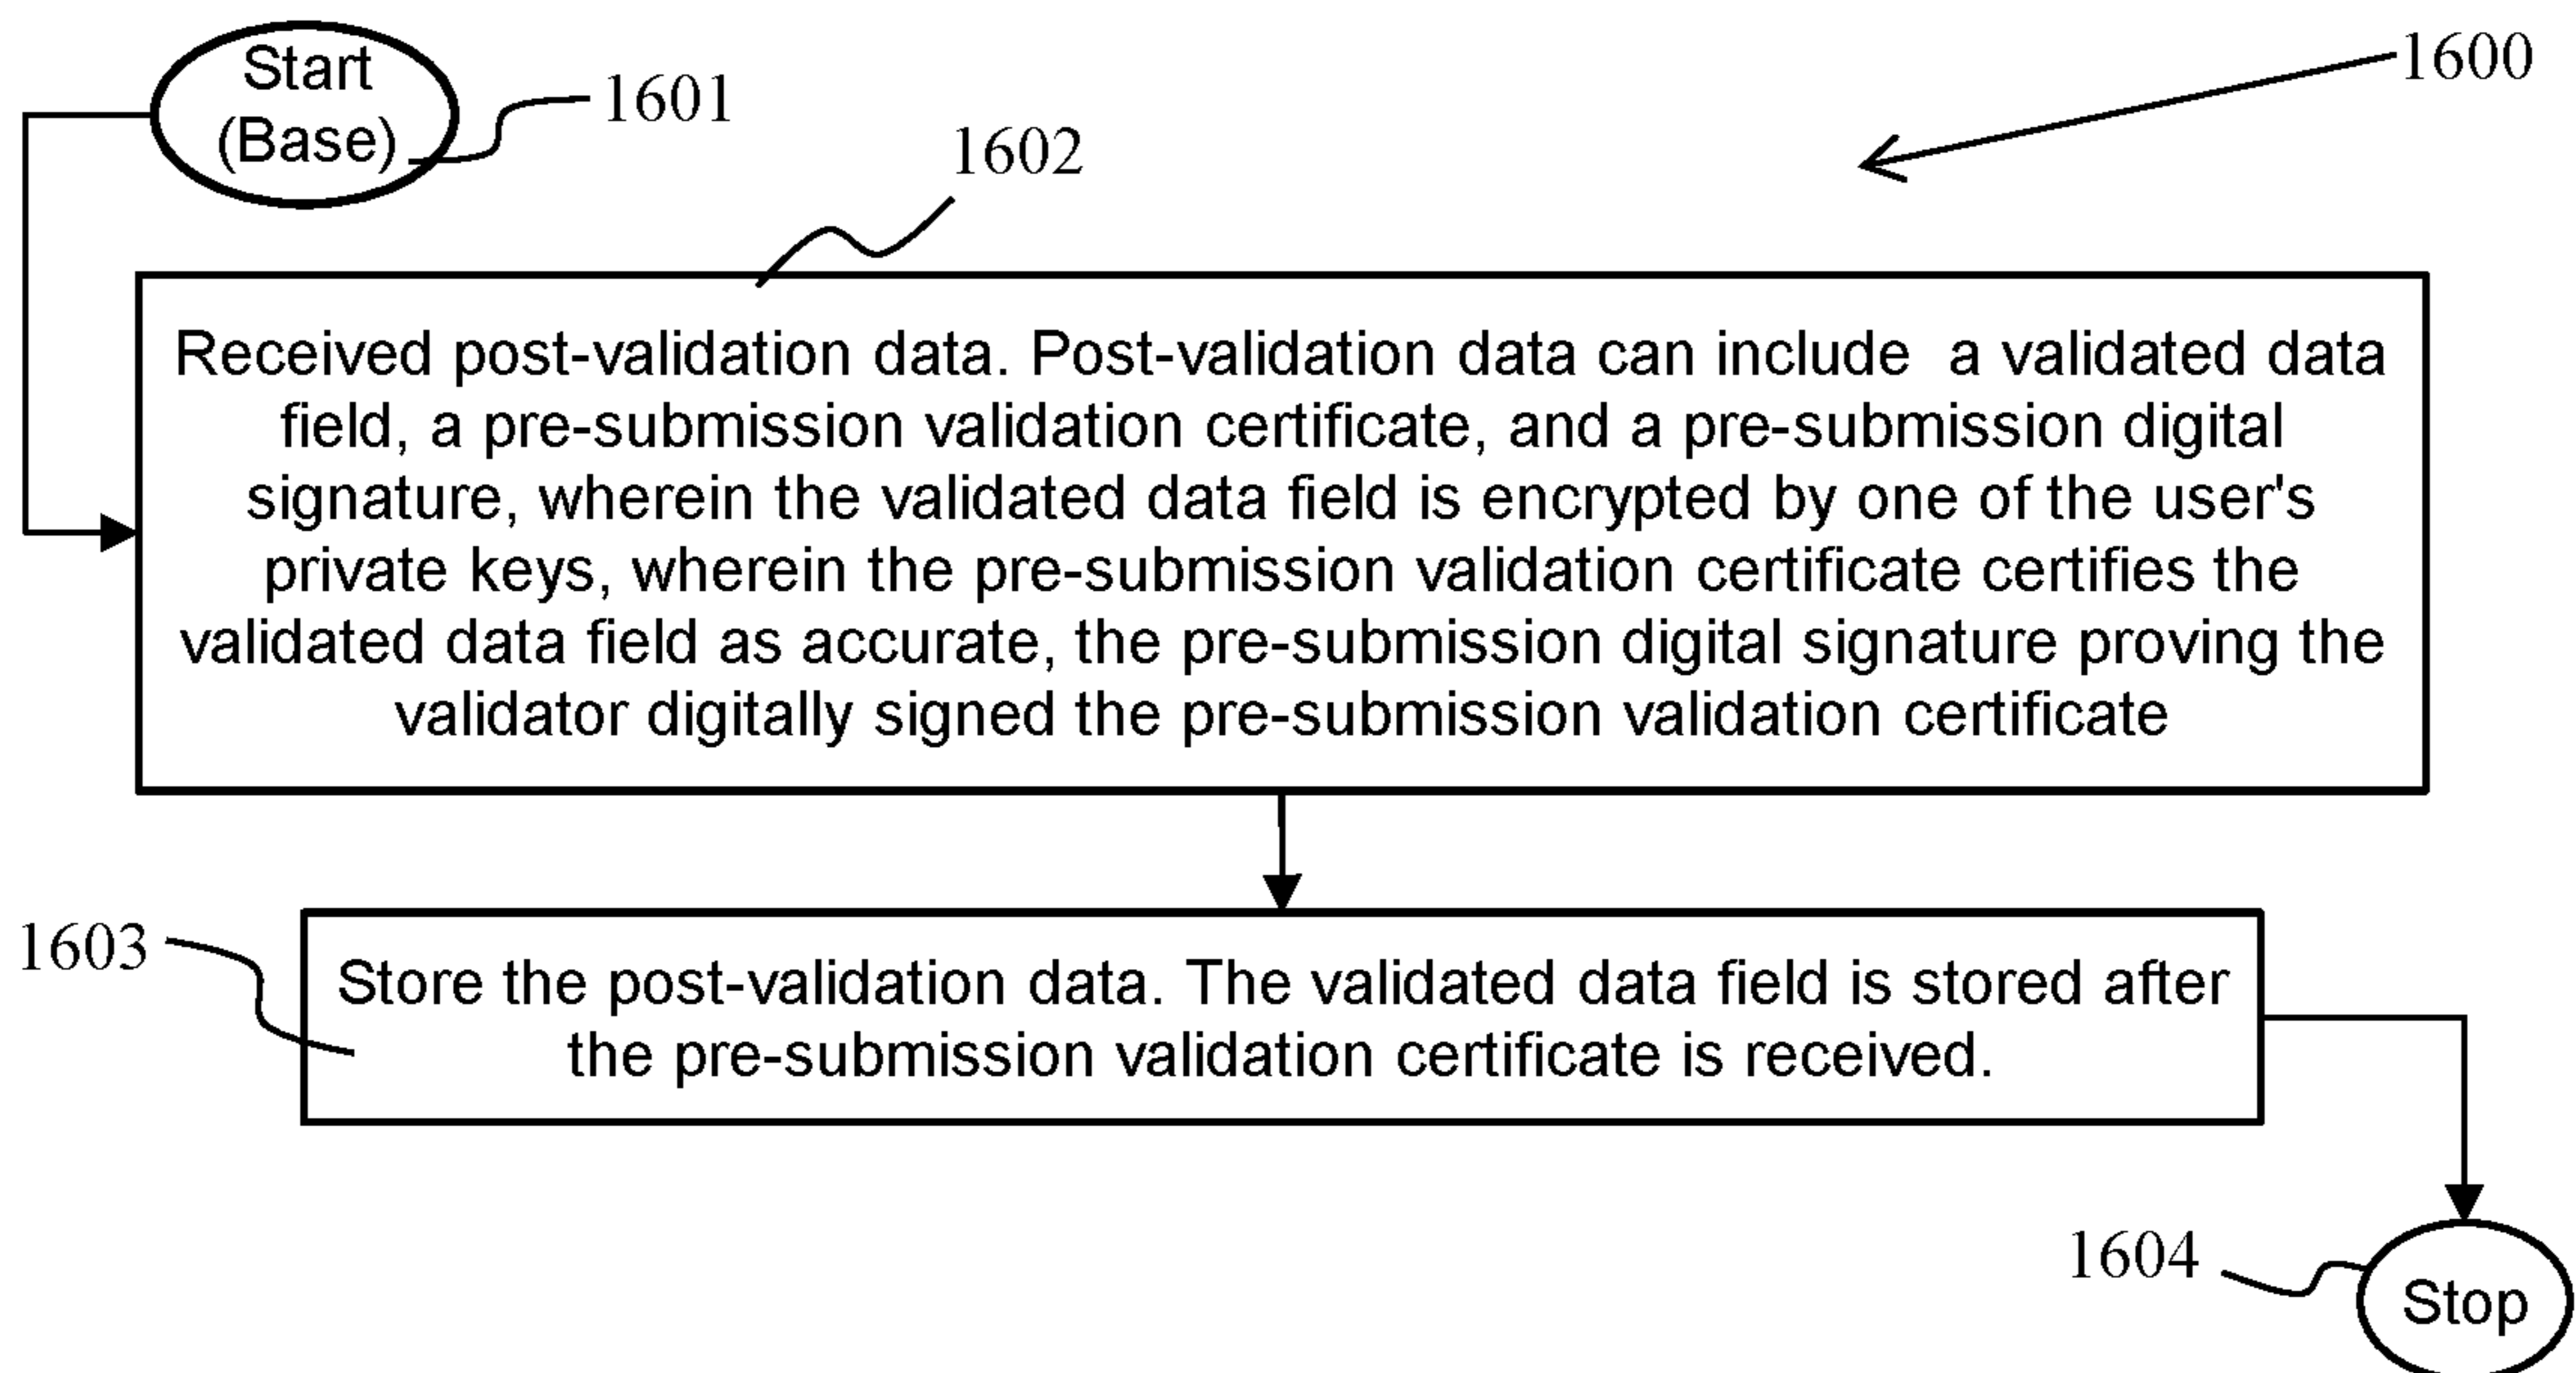 Start
(Base)
1601
1602
1600
Received post-validation data. Post-validation data can include  a validated data
field, a pre-submission validation certificate, and a pre-submission digital
signature, wherein the validated data field is encrypted by one of the user's
private keys, wherein the pre-submission validation certificate certifies the
validated data field as accurate, the pre-submission digital signature proving the
validator digitally signed the pre-submission validation certificate
1603
Store the post-validation data. The validated data field is stored after
the pre-submission validation certificate is received.
1604
Stop